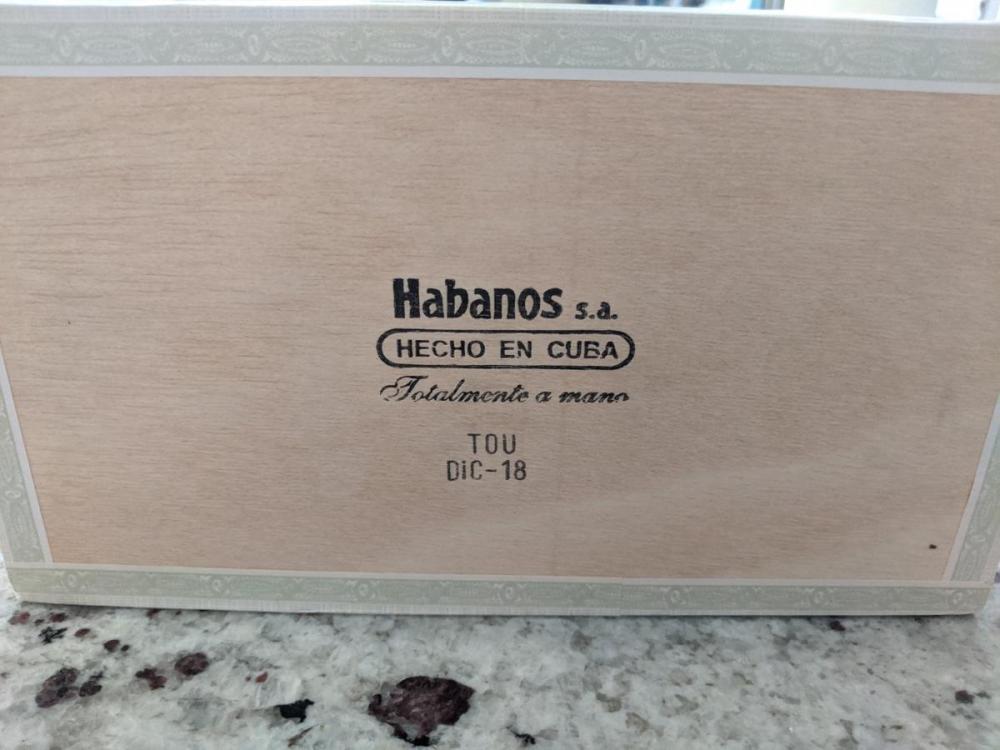 Habanos s.a.
HECHO EN CUBA
Totalmente a mano
TOU
DiC-18